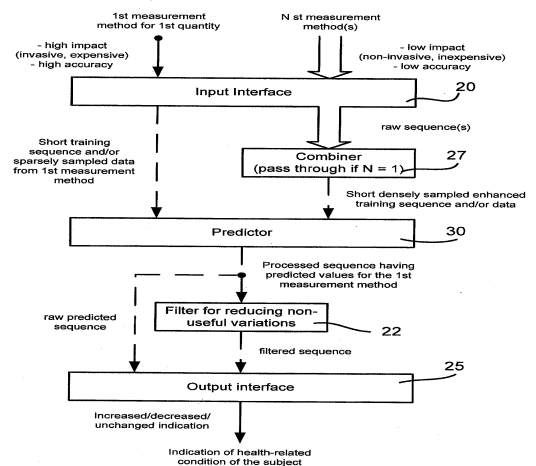 1st measurement
method for 1st quantity
N st measurement
method(s)
- high impact
(invasive, expensive)
- high accuracy
- low impact
(non-invasive, inexpensive)
- low accuracy
Input Interface
20
raw sequence(s)
Short training
sequence and/or
sparsely sampled data
from 1st measurement
method
Combiner
(pass through if N = 1)
27
Short densely sampled enhanced
training sequence and/or data
Predictor
30
Processed sequence having
predicted values for the 1st
measurement method
raw predicted
sequence
Filter for reducing non-
useful variations
22
filtered sequence
Output interface
25
Increased/decreased/
unchanged indication
Indication of health-related
condition of the subject